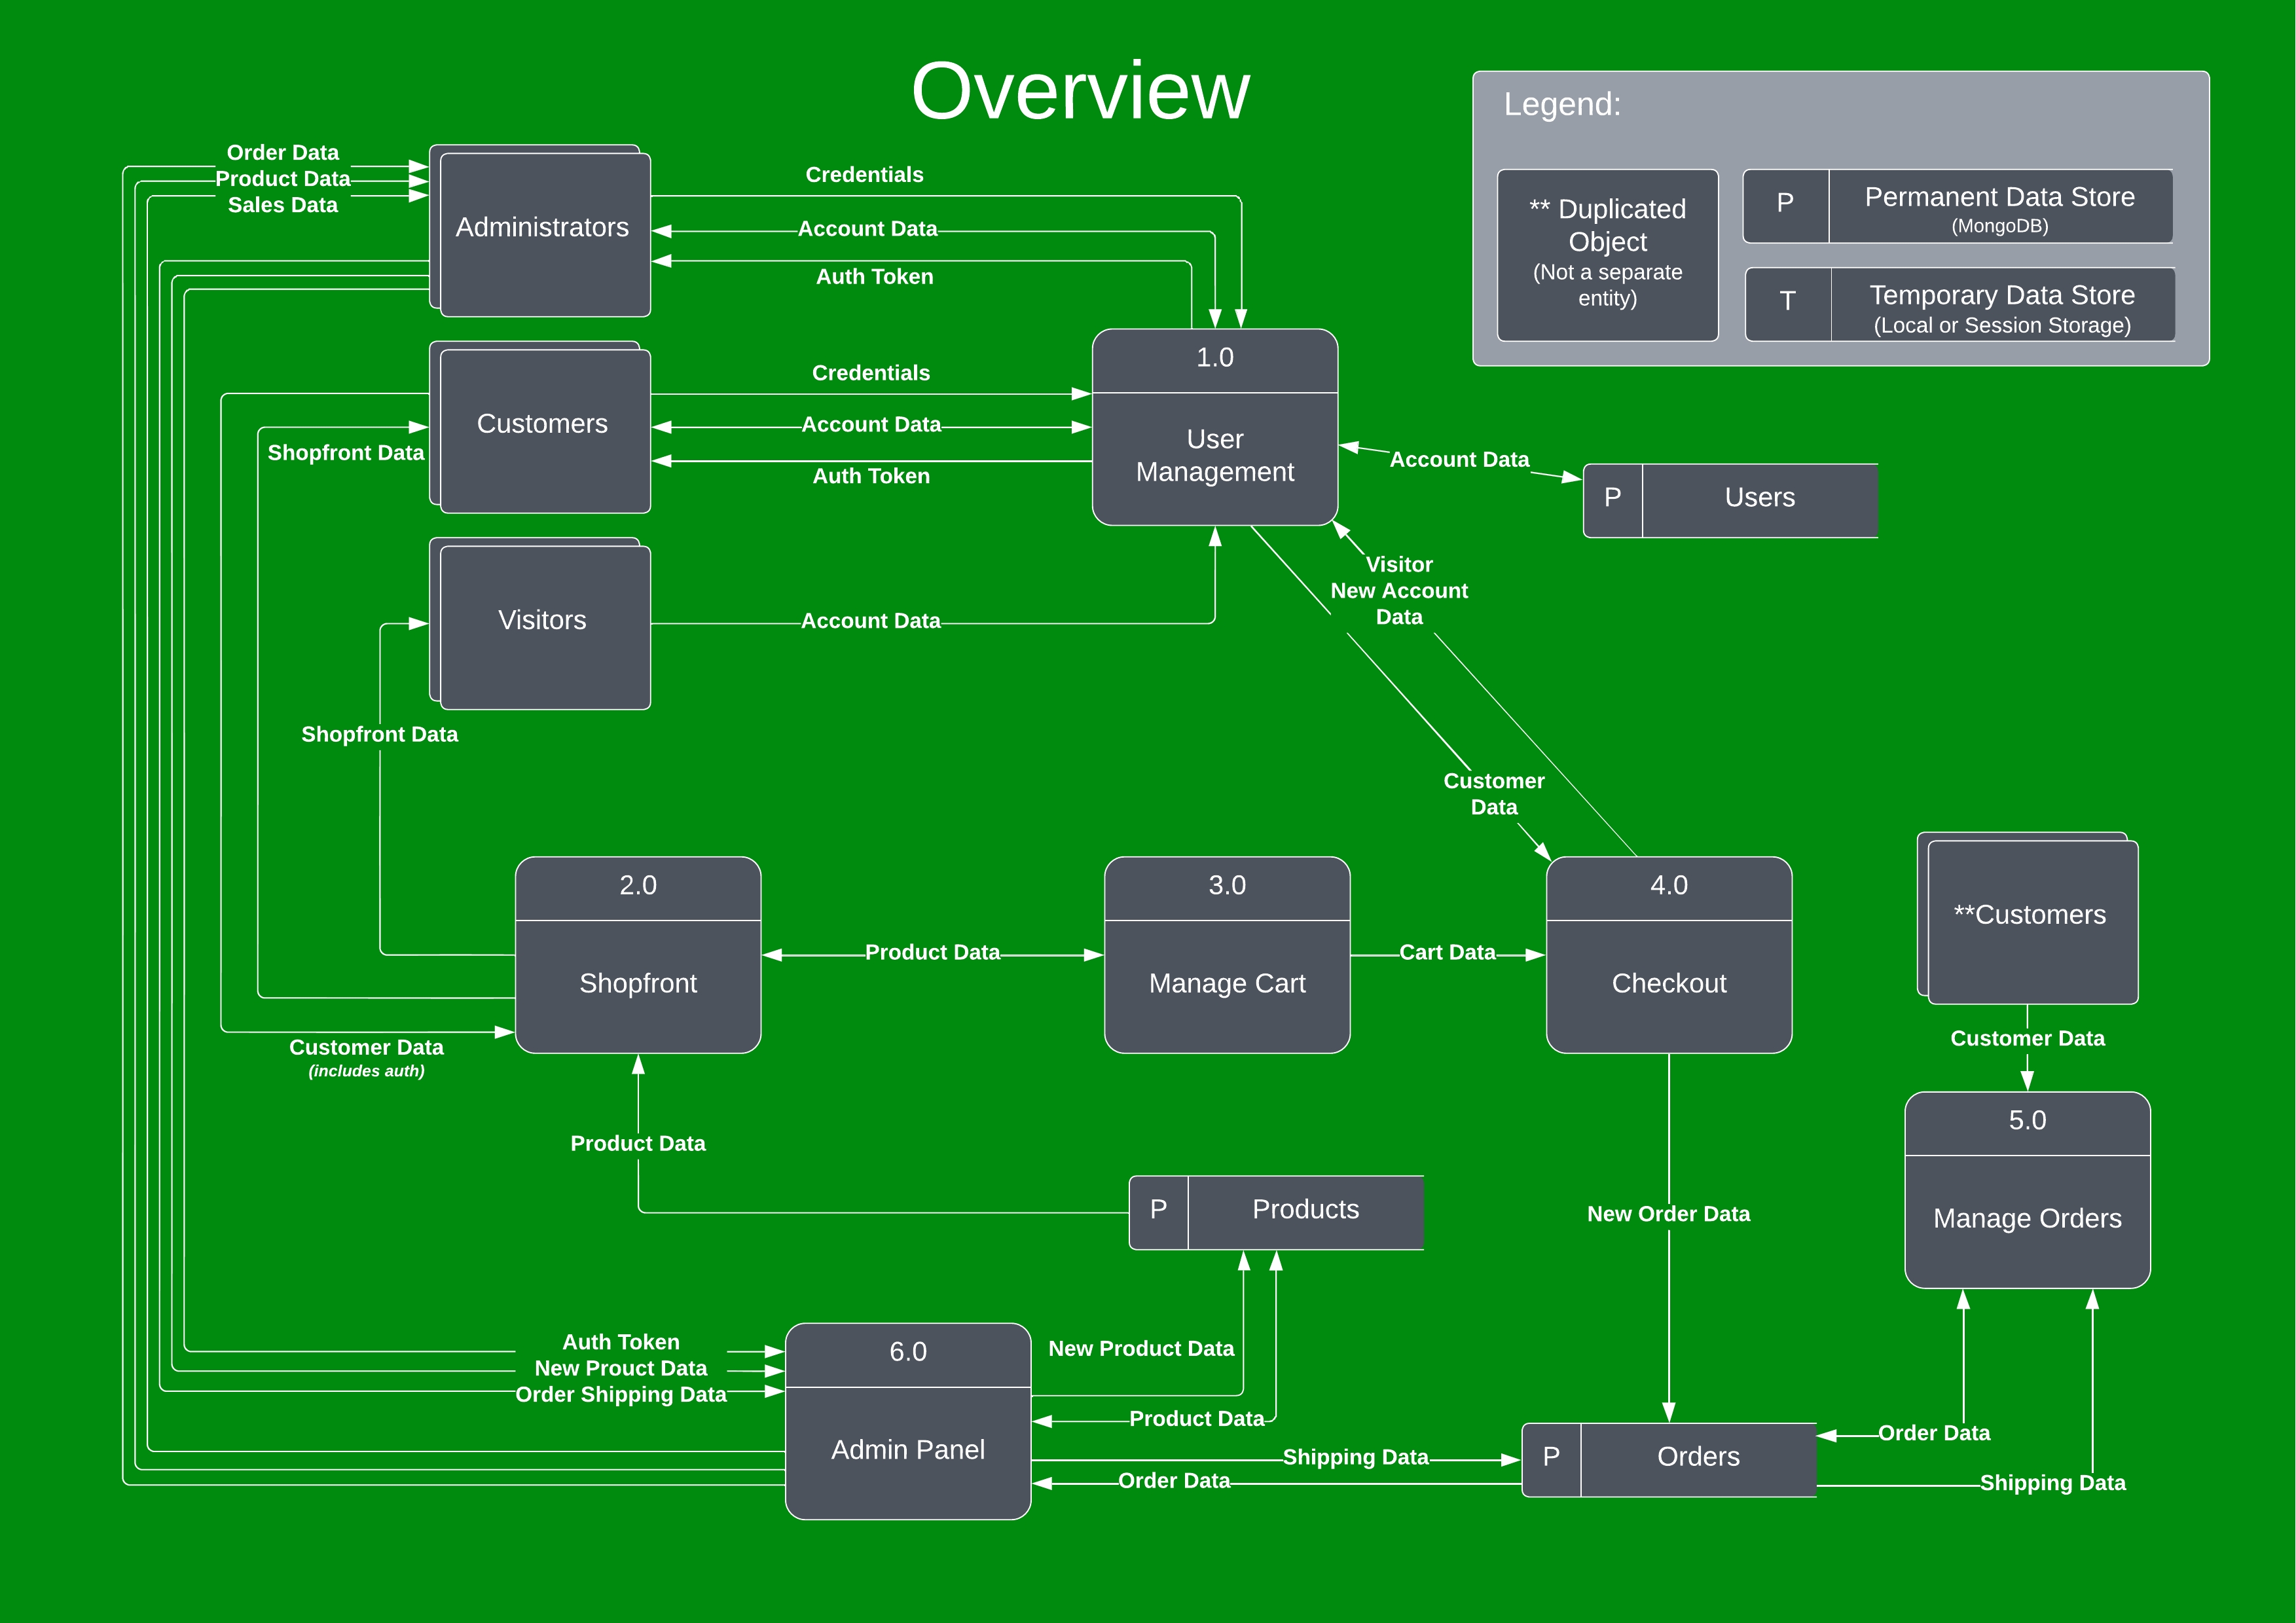 Overview
Legend:
** Duplicated
Object
(Not a separate
entity)
P
Permanent Data Store
(MongoDB)
T
Temporary Data Store
(Local or Session Storage)
Order Data
Product Data
Sales Data
Administrators
Credentials
Account Data
Auth Token
Customers
Shopfront Data
Credentials
Account Data
Auth Token
1.0
User
Management
Account Data
P
Users
Visitors
Account Data
Visitor
New Account
Data
Shopfront Data
Customer
Data
2.0
Shopfront
Product Data
3.0
Manage Cart
Cart Data
4.0
Checkout
**Customers
Customer Data
Customer Data
(includes auth)
5.0
Manage Orders
Product Data
P
Products
New Order Data
Auth Token
New Prouct Data
Order Shipping Data
6.0
Admin Panel
New Product Data
Product Data
Shipping Data
Order Data
P
Orders
Order Data
Shipping Data